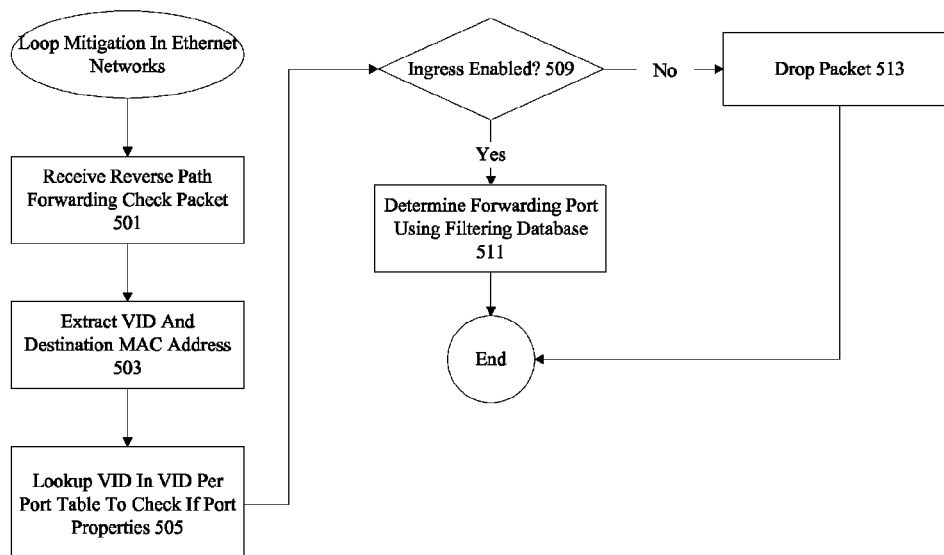 Loop Mitigation In Ethernet
Networks
Receive Reverse Path
Forwarding Check Packet
501
Extract VID And
Destination MAC Address
503
Lookup VID In VID Per
Port Table To Check If Port
Properties 505
Ingress Enabled? 509
No
Drop Packet 513
Yes
Determine Forwarding Port
Using Filtering Database
511
End